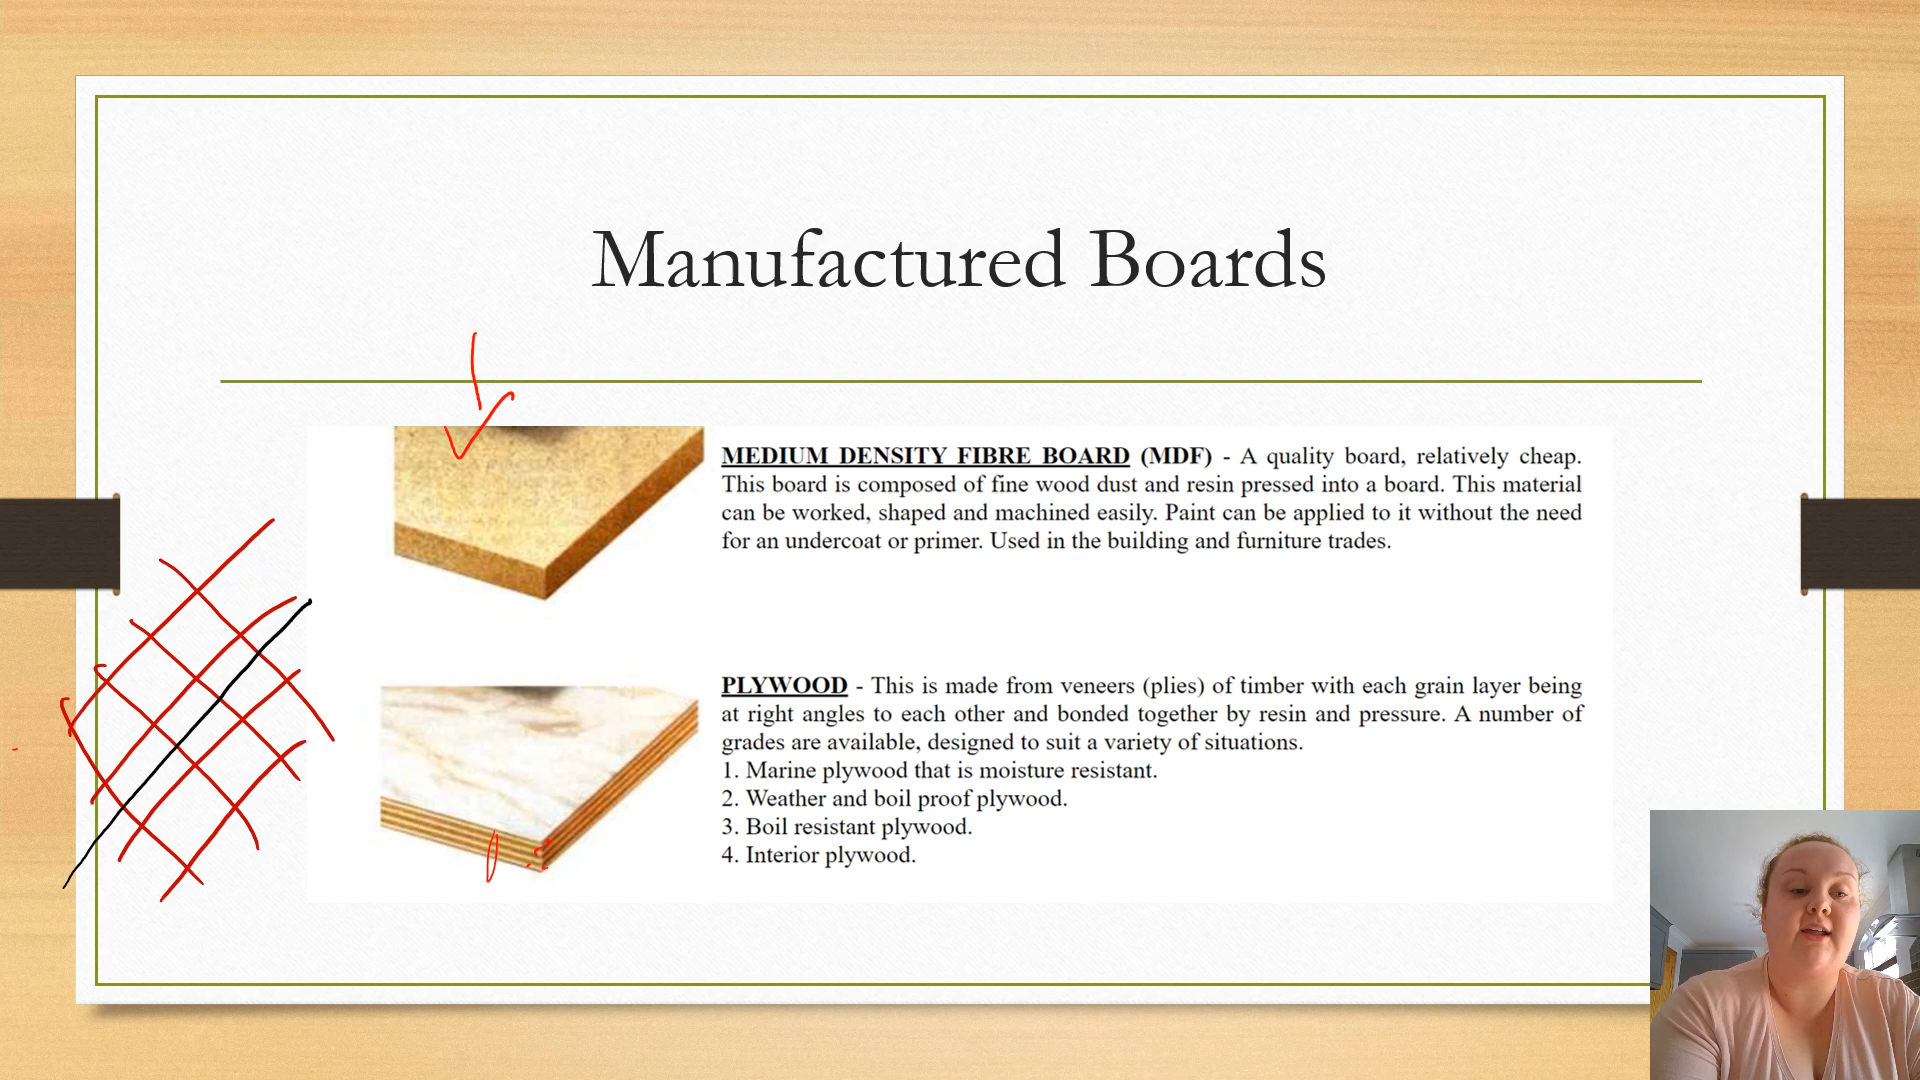 Manufactured Boards
MEDIUM DENSITY FIBRE BOARD (MDF) - A quality board, relatively cheap.
This board is composed of fine wood dust and resin pressed into a board. This material
can be worked, shaped and machined easily. Paint can be applied to it without the need
for an undercoat or primer. Used in the building and furniture trades.
PLYWOOD - This is made from veneers (plies) of timber with each grain layer being
at right angles to each other and bonded together by resin and pressure. A number of
grades are available, designed to suit a variety of situations.
1. Marine plywood that is moisture resistant.
2. Weather and boil proof plywood.
3. Boil resistant plywood.
4. Interior plywood.